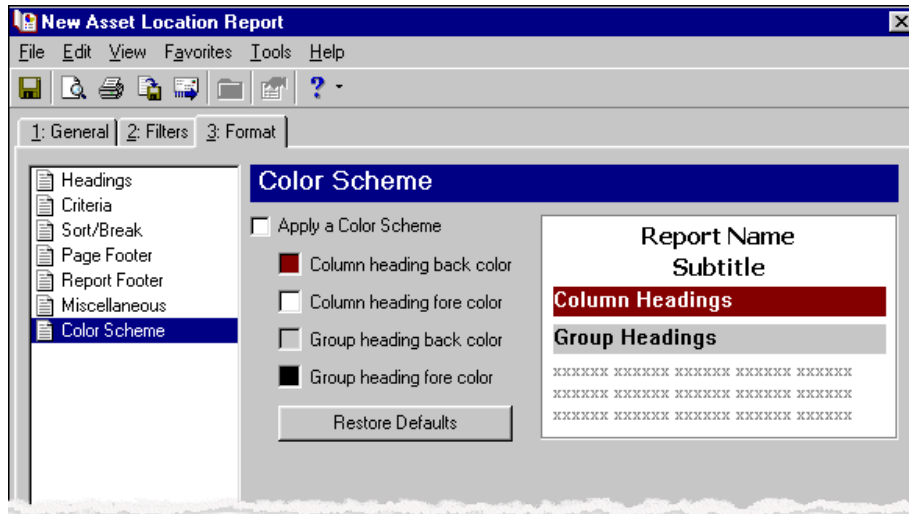 New Asset Location Report
File Edit View Favorites Tools Help
1: General 2: Filters 3: Format
Headings
Criteria
Sort/Break
Page Footer
Report Footer
Miscellaneous
Color Scheme
Color Scheme
Apply a Color Scheme
Column heading back color
Column heading fore color
Group heading back color
Group heading fore color
Restore Defaults
Report Name
Subtitle
Column Headings
Group Headings
xxxxxx xxxxxx xxxxxx xxxxxx xxxxxx
xxxxxx xxxxxx xxxxxx xxxxxx xxxxxx
xxxxxx xxxxxx xxxxxx xxxxxx xxxxxx